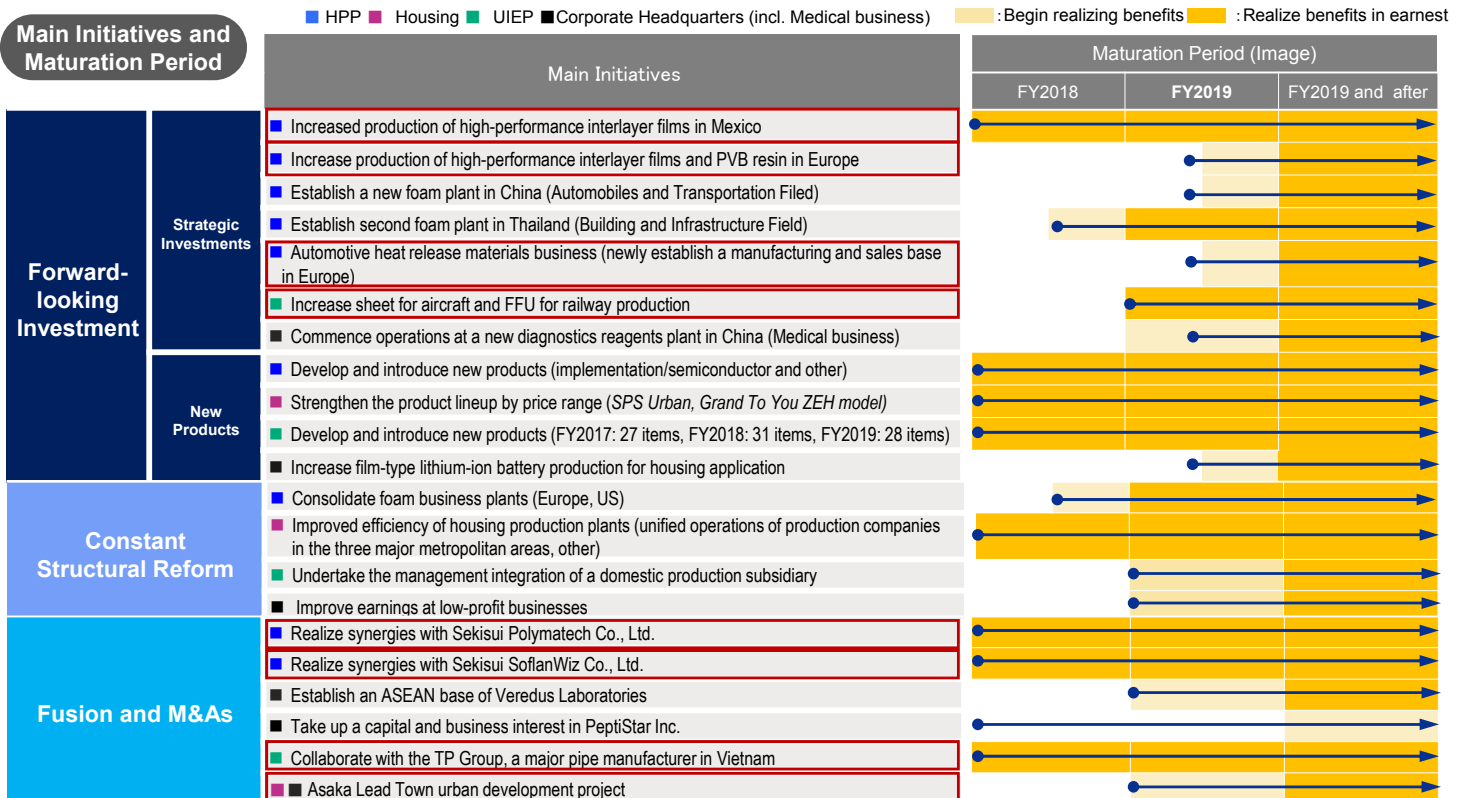 HPP Housing UIEP Corporate Headquarters (incl. Medical business) : Begin realizing benefits : Realize benefits in earnest
Main Initiatives and
Maturation Period
Main Initiatives
Maturation Period (Image)
FY2018 FY2019 FY2019 and after
Forward-
looking
Investment
Strategic
Investments
Increased production of high-performance interlayer films in Mexico
Increase production of high-performance interlayer films and PVB resin in Europe
Establish a new foam plant in China (Automobiles and Transportation Filed)
Establish second foam plant in Thailand (Building and Infrastructure Field)
Automotive heat release materials business (newly establish a manufacturing and sales base
in Europe)
Increase sheet for aircraft and FFU for railway production
Commence operations at a new diagnostics reagents plant in China (Medical business)
New
Products
Develop and introduce new products (implementation/semiconductor and other)
Strengthen the product lineup by price range (SPS Urban, Grand To You ZEH model)
Develop and introduce new products (FY2017: 27 items, FY2018: 31 items, FY2019: 28 items)
Increase film-type lithium-ion battery production for housing application
Constant
Structural Reform
Consolidate foam business plants (Europe, US)
Improved efficiency of housing production plants (unified operations of production companies
in the three major metropolitan areas, other)
Undertake the management integration of a domestic production subsidiary
Improve earnings at low-profit businesses
Fusion and M&As
Realize synergies with Sekisui Polymatech Co., Ltd.
Realize synergies with Sekisui SoflanWiz Co., Ltd.
Establish an ASEAN base of Veredus Laboratories
Take up a capital and business interest in PeptiStar Inc.
Collaborate with the TP Group, a major pipe manufacturer in Vietnam
Asaka Lead Town urban development project